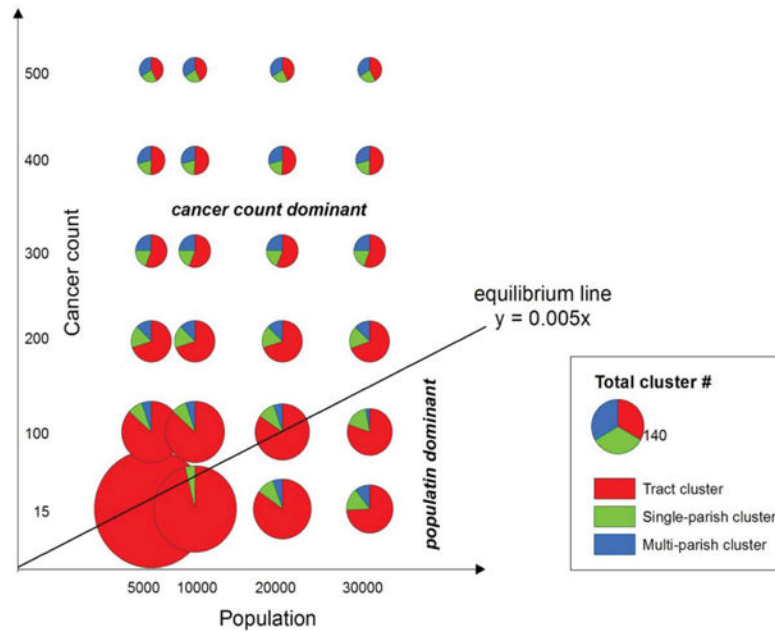 500
400
cancer count dominant
300
Cancer count
equilibrium line
y = 0.005x
200
populatin dominant
100
15
5000 10000 20000 30000
Population
Total cluster #
140
Tract cluster
Single-parish cluster
Multi-parish cluster